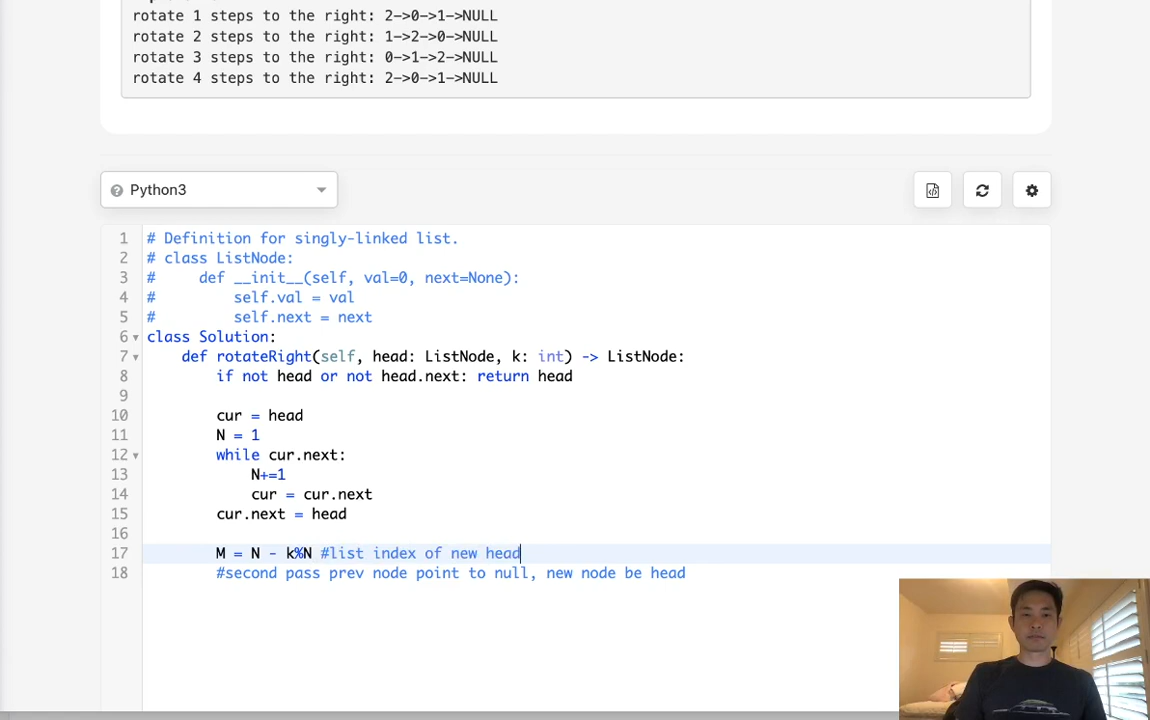 rotate 1 steps to the right: 2->0->1->NULL
rotate 2 steps to the right: 1->2->0->NULL
rotate 3 steps to the right: 0->1->2->NULL
rotate 4 steps to the right: 2->0->1->NULL
Python3
1 # Definition for singly-linked list.
2 # class ListNode:
3 #     def __init__(self, val=0, next=None):
4 #         self.val = val
5 #         self.next = next
6 class Solution:
7     def rotateRight(self, head: ListNode, k: int) -> ListNode:
8         if not head or not head.next: return head
9
10         cur = head
11         N = 1
12         while cur.next:
13             N+=1
14             cur = cur.next
15         cur.next = head
16
17         M = N - k%N #list index of new head
18         #second pass prev node point to null, new node be head